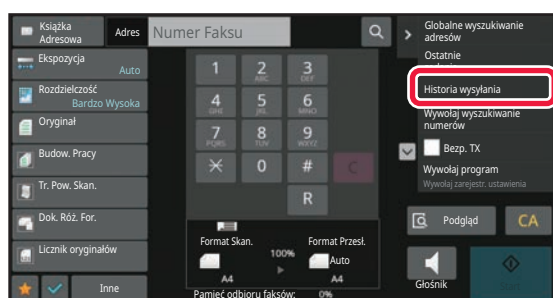 Książka
Adresowa
Adres
Numer Faksu
Globalne wyszukiwanie
adresów
Ostatnie
Historia wysyłania
Wywołaj wyszukiwanie
numerów
Bezp. TX
Wywołaj program
Wywołaj zarejestr. ustawienia
Ekspozycja
Auto
Rozdzielczość
Bardzo Wysoka
Oryginał
Budow. Pracy
Tr. Pow. Skan.
Dok. Róż. For.
Licznik oryginałów
Inne
1
2 ABC
3 DEF
4 GHI
5 JKL
6 MNO
7 PQRS
8 TUV
9 WXYZ
0
#
C
R
Format Skan.
100%
Format Przesł.
Auto
A4
A4
Pamięć odbioru faksów: 0%
Podgląd
CA
Głośnik
Start